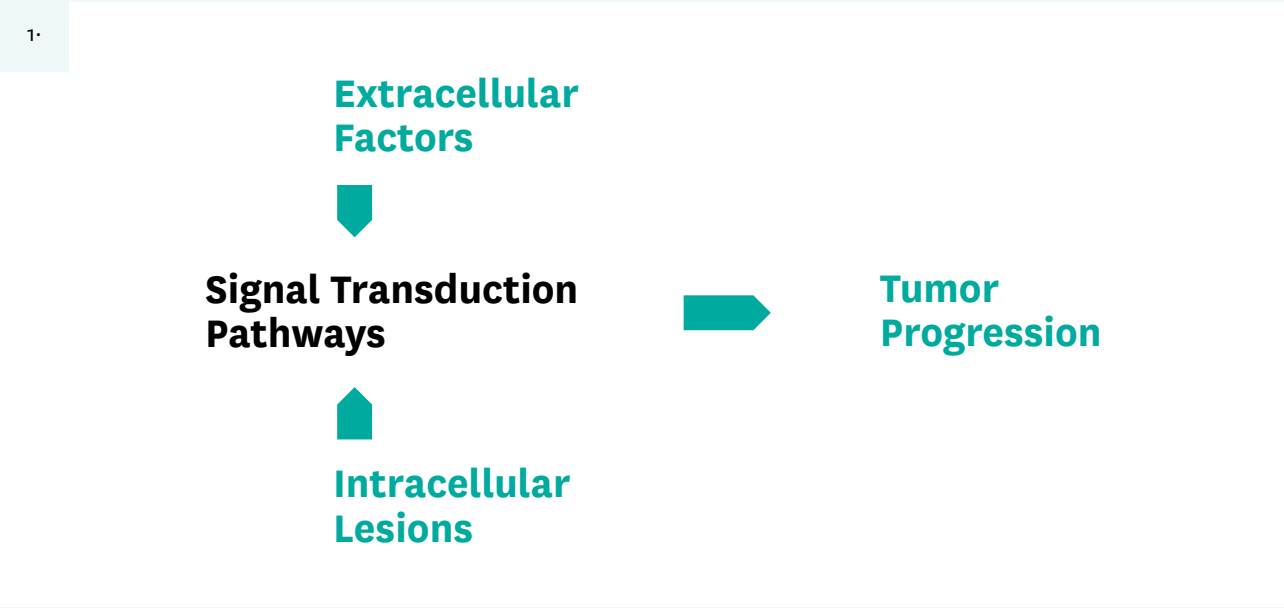 1·
Extracellular
Factors
Signal Transduction
Pathways
Tumor
Progression
Intracellular
Lesions